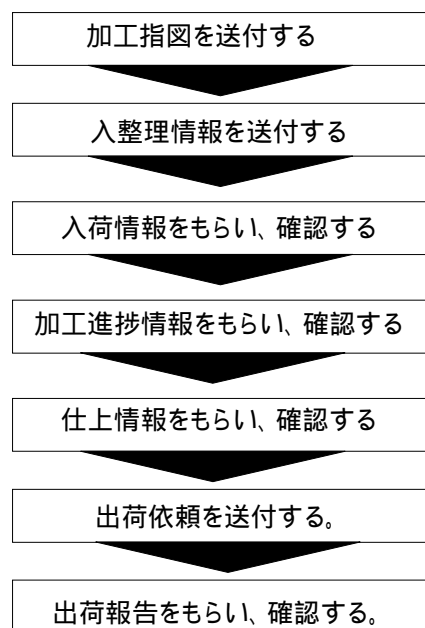 加工指図を送付する
入整理情報を送付する
入荷情報をもらい、確認する
加工進捗情報をもらい、確認する
仕上情報をもらい、確認する
出荷依頼を送付する。
出荷報告をもらい、確認する。